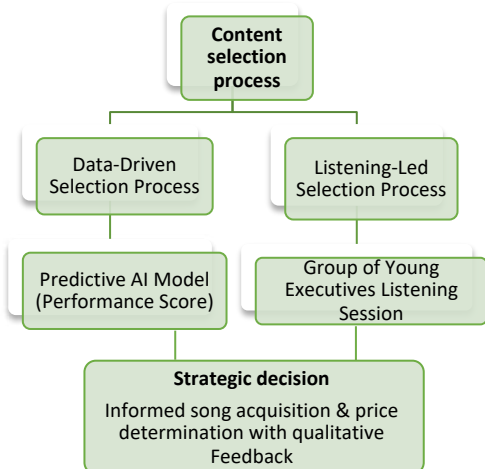 Content
selection
process
Data-Driven
Selection Process
Listening-Led
Selection Process
Predictive AI Model
(Performance Score)
Group of Young
Executives Listening
Session
Strategic decision
Informed song acquisition & price
determination with qualitative
Feedback